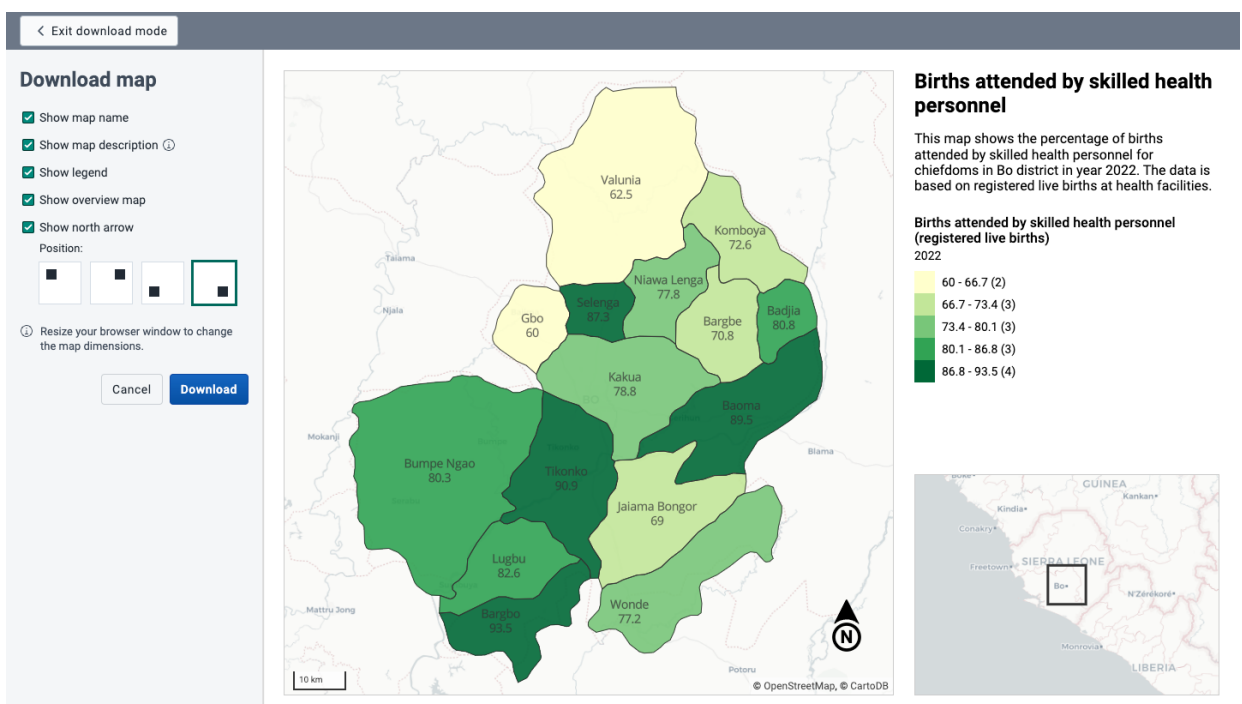 Exit download mode
Download map
Show map name
Show map description
Show legend
Show overview map
Show north arrow
Position:
Resize your browser window to change
the map dimensions.
Cancel
Download
Valunia
62.5
Komboya
72.6
Taiama
Niawa Lenga
77.8
Selenga
87.3
Badjia
80.8
Njala
Gbo
60
Bargbe
70.8
Kakua
78.8
BO
Baoma
89.5
Mokanji
Blama
Bumpe Ngao
80.3
Tikonko
90.9
Jaiama Bongor
69
Lugbu
82.6
Wonde
77.2
Mattru Jong
Bargbo
93.5
N
Potoru
10 km
© OpenStreetMap, © CartoDB
Births attended by skilled health
personnel
This map shows the percentage of births
attended by skilled health personnel for
chiefdoms in Bo district in year 2022. The data is
based on registered live births at health facilities.
Births attended by skilled health personnel
(registered live births)
2022
60 - 66.7 (2)
66.7 - 73.4 (3)
73.4 - 80.1 (3)
80.1 - 86.8 (3)
86.8 - 93.5 (4)
GUINEA
Kankan
Kindia
Conakry
SIERRA LEONE
Freetown
Bo
N'Zérékoré
Monrovia
LIBERIA